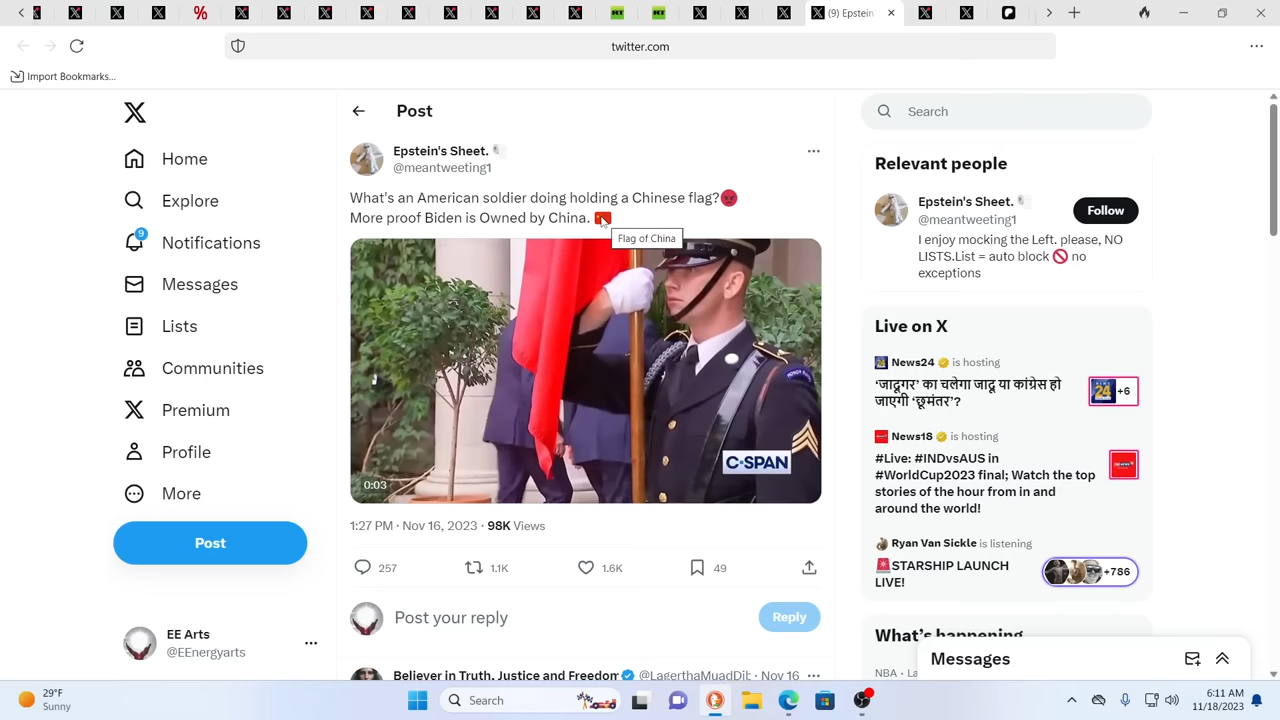 (9) Epstein
twitter.com
Import Bookmarks...
Post
Search
Epstein's Sheet.
@meantweeting1
What's an American soldier doing holding a Chinese flag?
More proof Biden is Owned by China.
Flag of China
C-SPAN
0:03
1:27 PM · Nov 16, 2023 · 98K Views
257
1.1K
1.6K
49
Post your reply
Reply
Believer in Truth, Justice and Freedom @LagerthaMuadDib · Nov 16
Home
Explore
9
Notifications
Messages
Lists
Communities
Premium
Profile
More
Post
EE Arts
@EEnergyarts
Relevant people
Epstein's Sheet.
@meantweeting1
Follow
I enjoy mocking the Left. please, NO
LISTS.List = auto block no
exceptions
Live on X
News24 is hosting
‘जादूगर’ का चलेगा जादू या कांग्रेस हो
जाएगी ‘छूमंतर’?
24
+6
News18 is hosting
#Live: #INDvsAUS in
#WorldCup2023 final; Watch the top
stories of the hour from in and
around the world!
Ryan Van Sickle is listening
STARSHIP LAUNCH
LIVE!
+786
What's happening
NBA · La
Messages
29°F
Sunny
Search
6:11 AM
11/18/2023